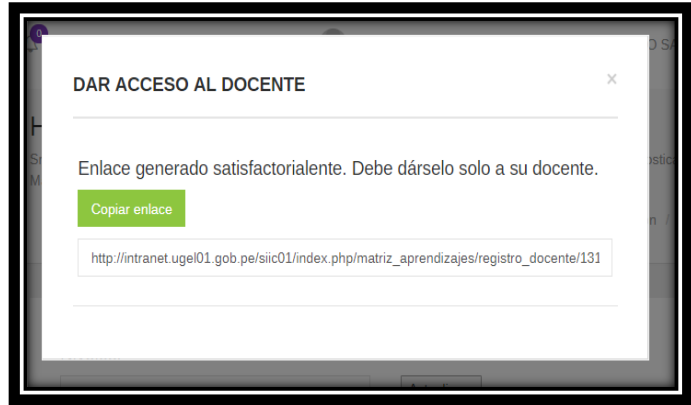 0
DAR ACCESO AL DOCENTE
×
Enlace generado satisfactorialente. Debe dárselo solo a su docente.
Copiar enlace
http://intranet.ugel01.gob.pe/siic01/index.php/matriz_aprendizajes/registro_docente/131